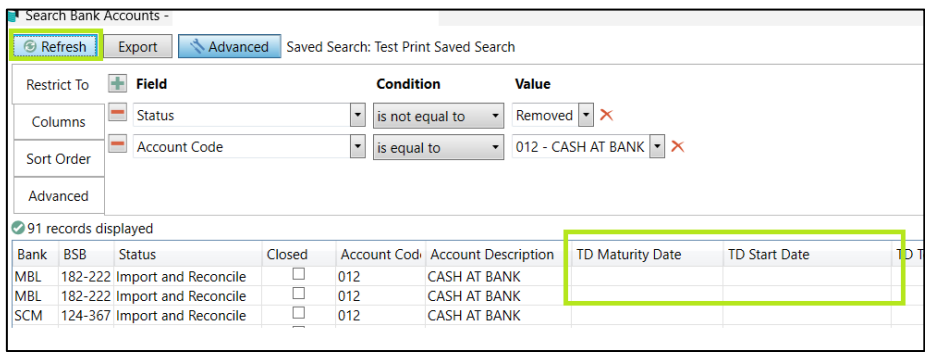 Search Bank Accounts -
Refresh Export Advanced Saved Search: Test Print Saved Search
Restrict To Field Condition Value
Columns Status is not equal to Removed
Account Code is equal to 012 - CASH AT BANK
Sort Order
Advanced
91 records displayed
Bank BSB Status Closed Account Cod Account Description TD Maturity Date TD Start Date TD T
MBL 182-222 Import and Reconcile 012 CASH AT BANK
MBL 182-222 Import and Reconcile 012 CASH AT BANK
SCM 124-367 Import and Reconcile 012 CASH AT BANK